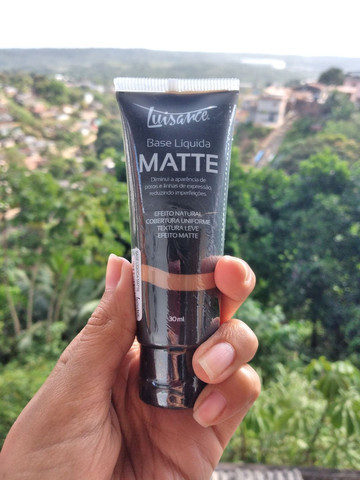 Luisance
Base Líquida
MATTE
Diminui a aparência de
poros e linhas de expressão,
reduzindo imperfeições.
EFEITO NATURAL
COBERTURA UNIFORME
TEXTURA LEVE
EFEITO MATTE
30ml